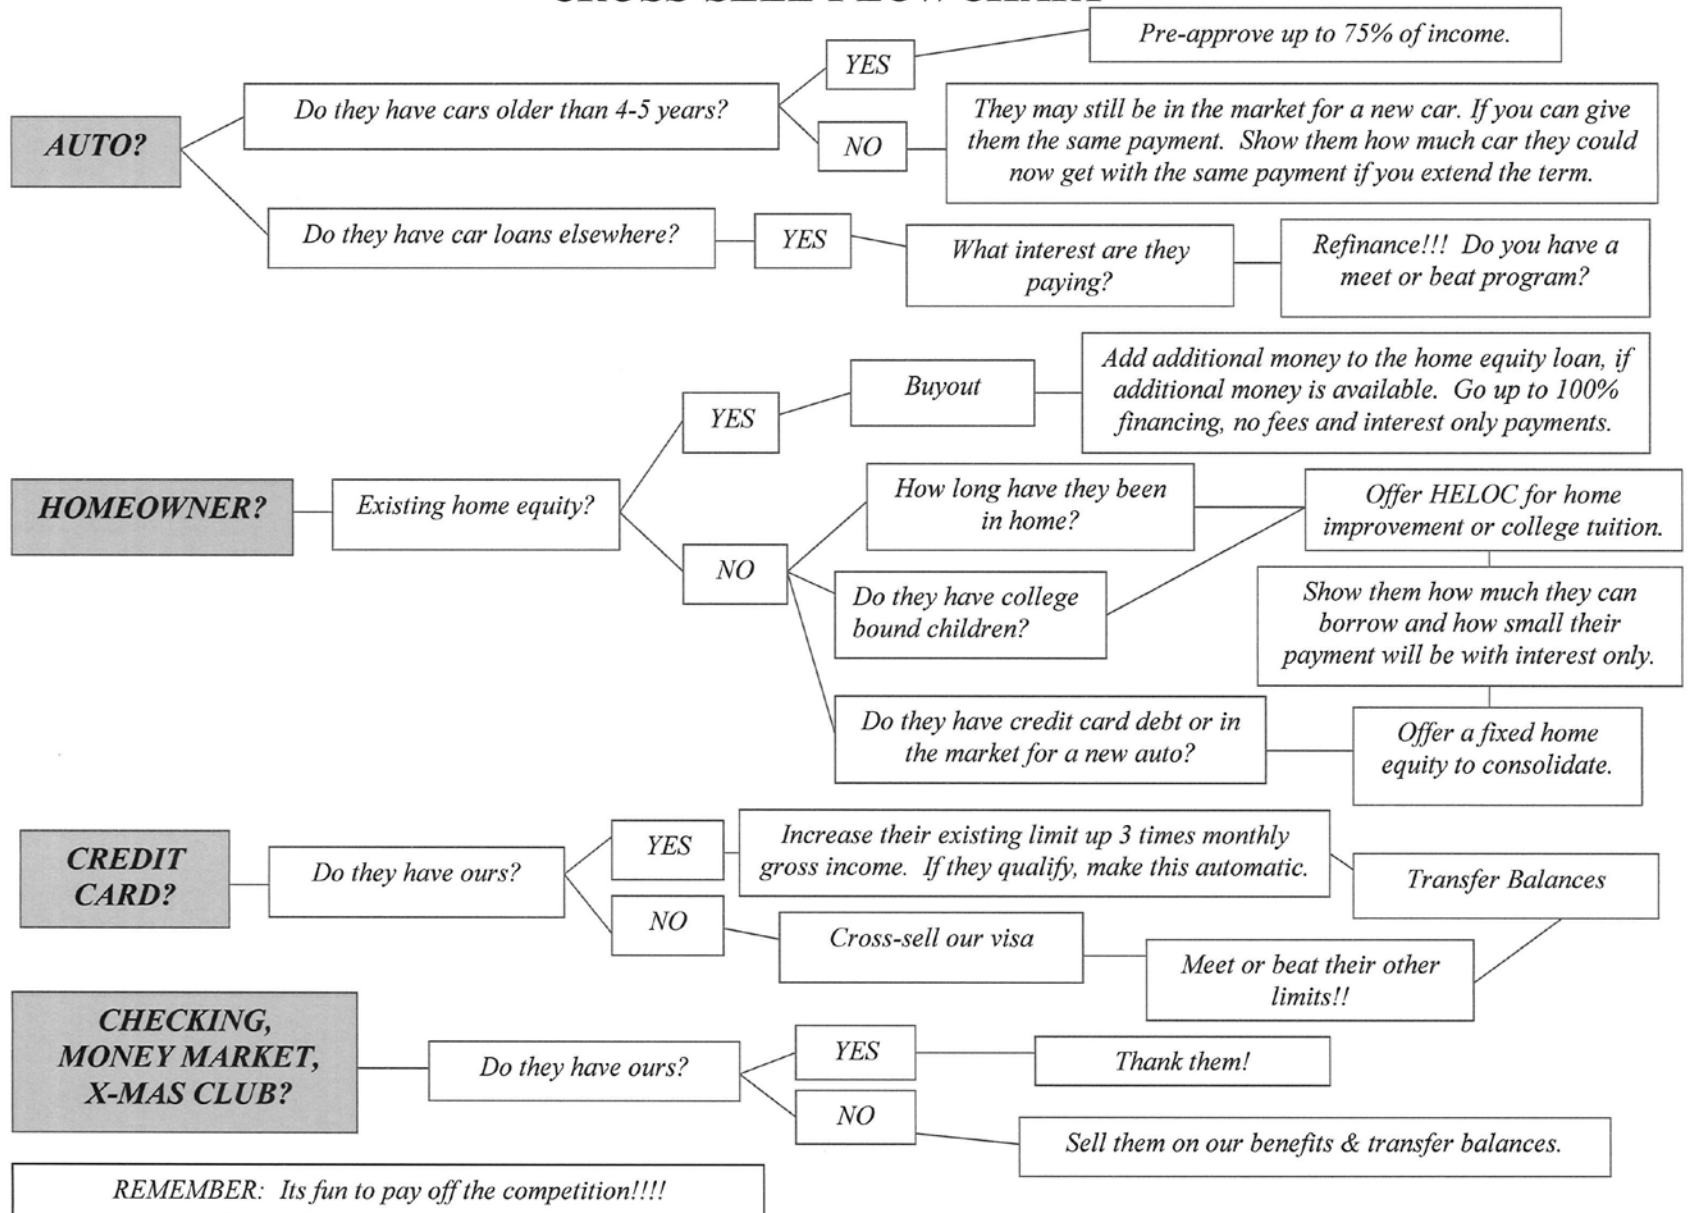 CROSS-SELL FLOW CHART
AUTO?
Do they have cars older than 4-5 years?
YES
Pre-approve up to 75% of income.
NO
They may still be in the market for a new car. If you can give
them the same payment. Show them how much car they could
now get with the same payment if you extend the term.
Do they have car loans elsewhere?
YES
What interest are they
paying?
Refinance!!! Do you have a
meet or beat program?
HOMEOWNER?
Existing home equity?
YES
Buyout
Add additional money to the home equity loan, if
additional money is available. Go up to 100%
financing, no fees and interest only payments.
NO
How long have they been
in home?
Do they have college
bound children?
Offer HELOC for home
improvement or college tuition.
Show them how much they can
borrow and how small their
payment will be with interest only.
Do they have credit card debt or in
the market for a new auto?
Offer a fixed home
equity to consolidate.
CREDIT
CARD?
Do they have ours?
YES
Increase their existing limit up 3 times monthly
gross income. If they qualify, make this automatic.
Transfer Balances
NO
Cross-sell our visa
Meet or beat their other
limits!!
CHECKING,
MONEY MARKET,
X-MAS CLUB?
Do they have ours?
YES
Thank them!
NO
Sell them on our benefits & transfer balances.
REMEMBER: Its fun to pay off the competition!!!!